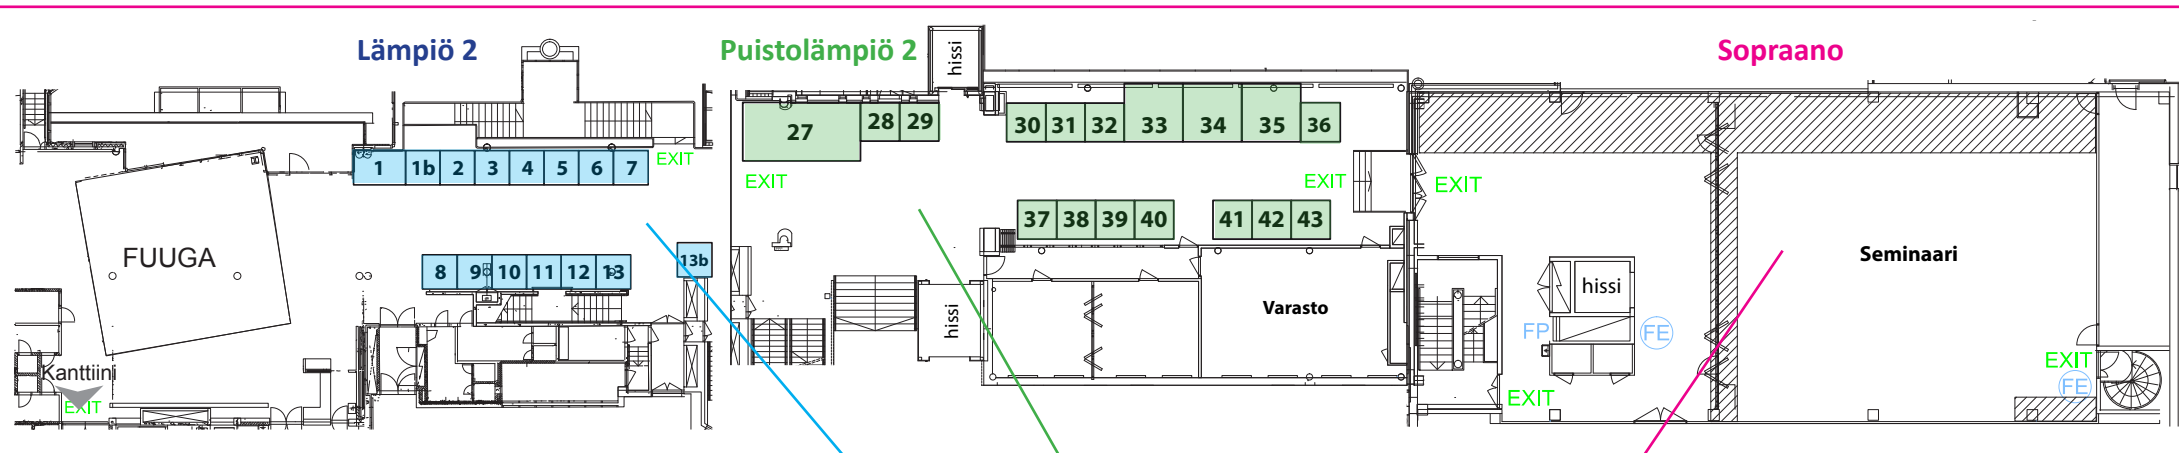 Lämpiö 2
Puistolämpiö 2
hissi
Sopraano
27
28
29
30
31
32
33
34
35
36
1
1b
2
3
4
5
6
7
EXIT
EXIT
EXIT
EXIT
37
38
39
40
41
42
43
FUUGA
8
9
10
11
12
13
13b
Seminaari
hissi
hissi
Varasto
FP
FE
Kanttiini
EXIT
EXIT
EXIT
FE